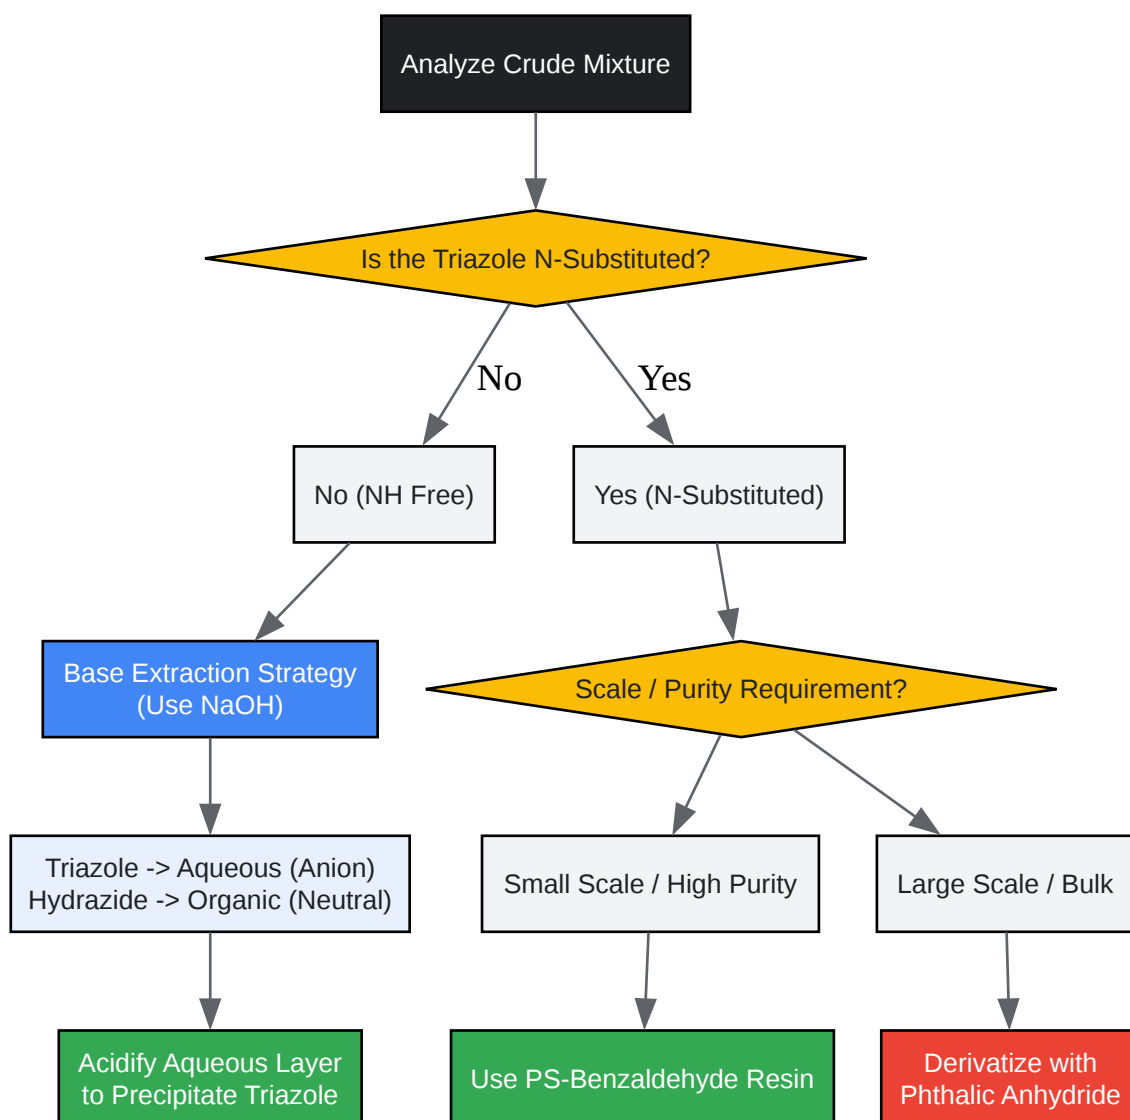 Analyze Crude Mixture
Is the Triazole N-Substituted?
No
Yes
No (NH Free)
Yes (N-Substituted)
Base Extraction Strategy
(Use NaOH)
Scale / Purity Requirement?
Triazole -> Aqueous (Anion)
Hydrazide -> Organic (Neutral)
Small Scale / High Purity
Large Scale / Bulk
Acidify Aqueous Layer
to Precipitate Triazole
Use PS-Benzaldehyde Resin
Derivatize with
Phthalic Anhydride